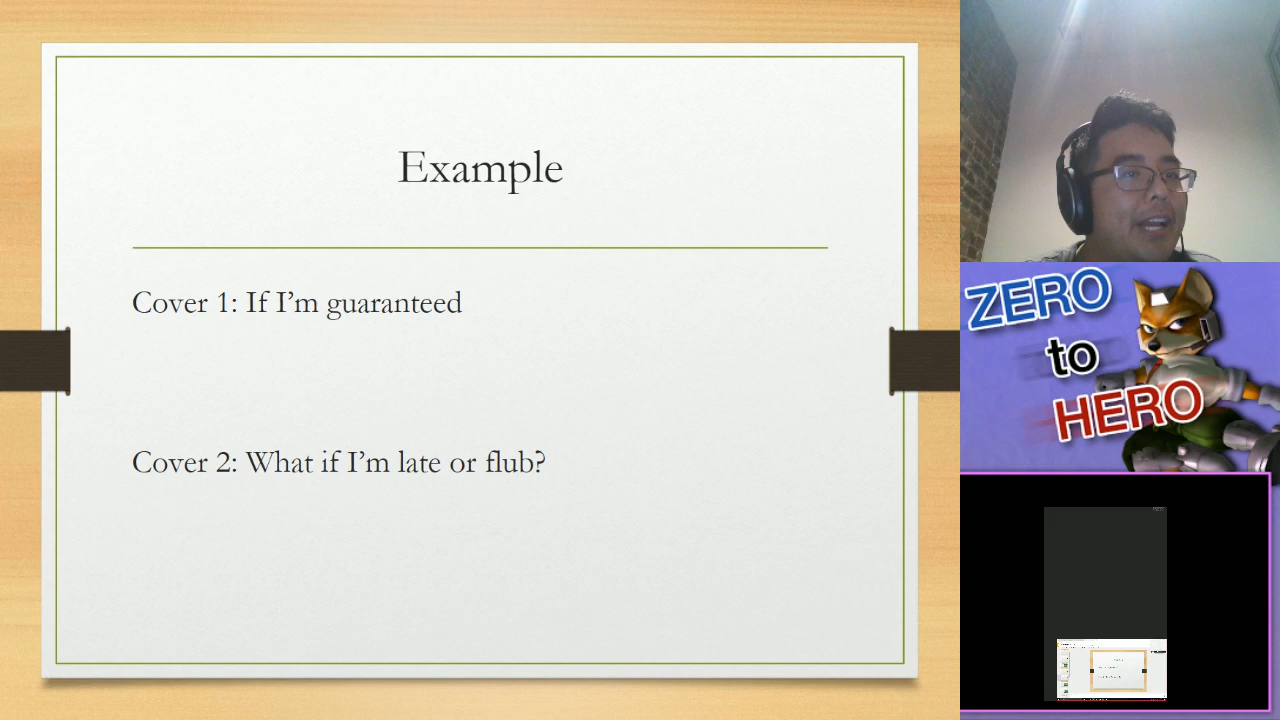 Example
Cover 1: If I’m guaranteed
Cover 2: What if I’m late or flub?
ZERO
to
HERO